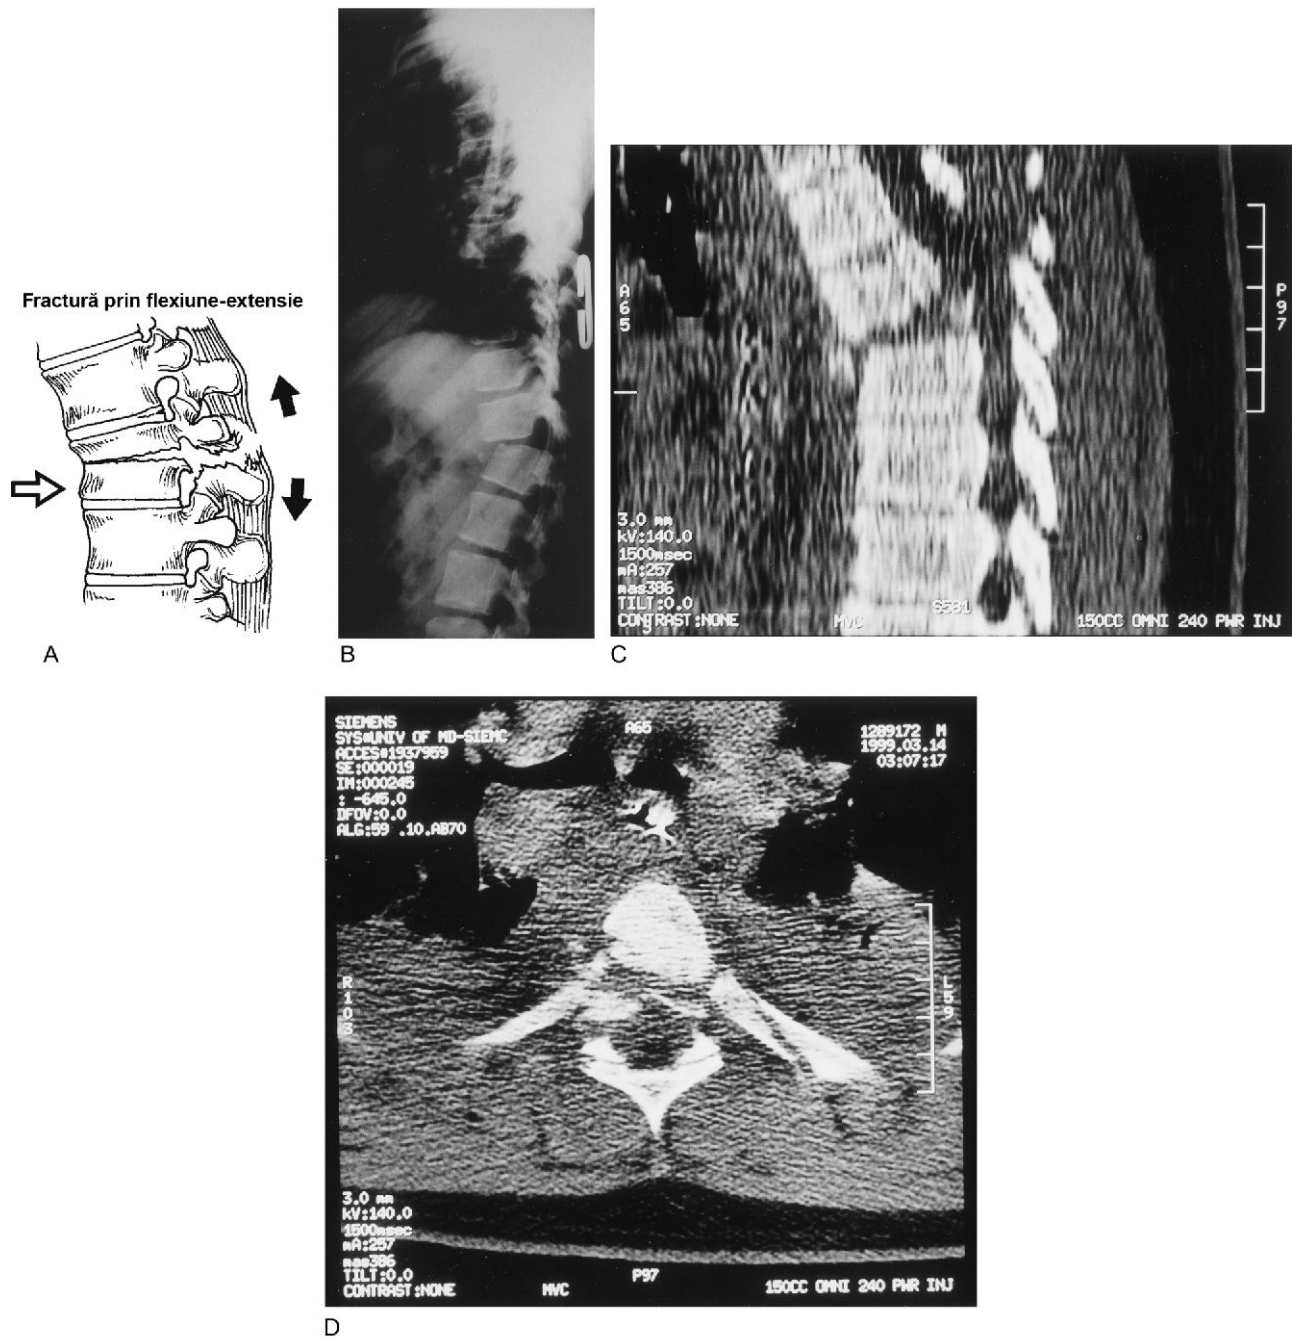 Fractură prin flexiune-extensie
A
B
A
6
5
P
9
7
3.0 mm
kV:140.0
1500msec
mA:257
mas386
TILT:0.0
CONTRAST:NONE
MVC
150CC OMNI 240 PWR INJ
C
SIEMENS
SYS#UNIV OF MD-SIEMC
ACCES#1937959
SE:000019
IM:000245
: -645.0
DFOV:0.0
ALG:59 .10.AB70
A65
1289172 M
1999.03.14
03:07:17
R
1
0
3
L
5
9
3.0 mm
kV:140.0
1500msec
mA:257
mas386
TILT:0.0
CONTRAST:NONE
MVC
P97
150CC OMNI 240 PWR INJ
D